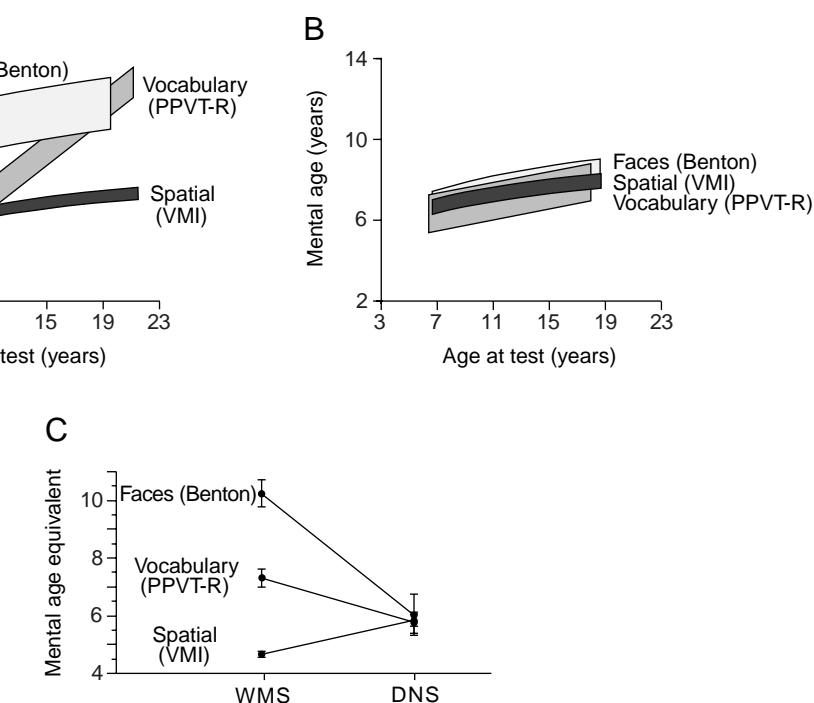 B
Benton)
Vocabulary
(PPVT-R)
Spatial
(VMI)
15 19 23
test (years)
Mental age (years)
14
10
6
2
Faces (Benton)
Spatial (VMI)
Vocabulary (PPVT-R)
3 7 11 15 19 23
Age at test (years)
C
Mental age equivalent
10
8
6
4
Faces (Benton)
Vocabulary
(PPVT-R)
Spatial
(VMI)
WMS DNS